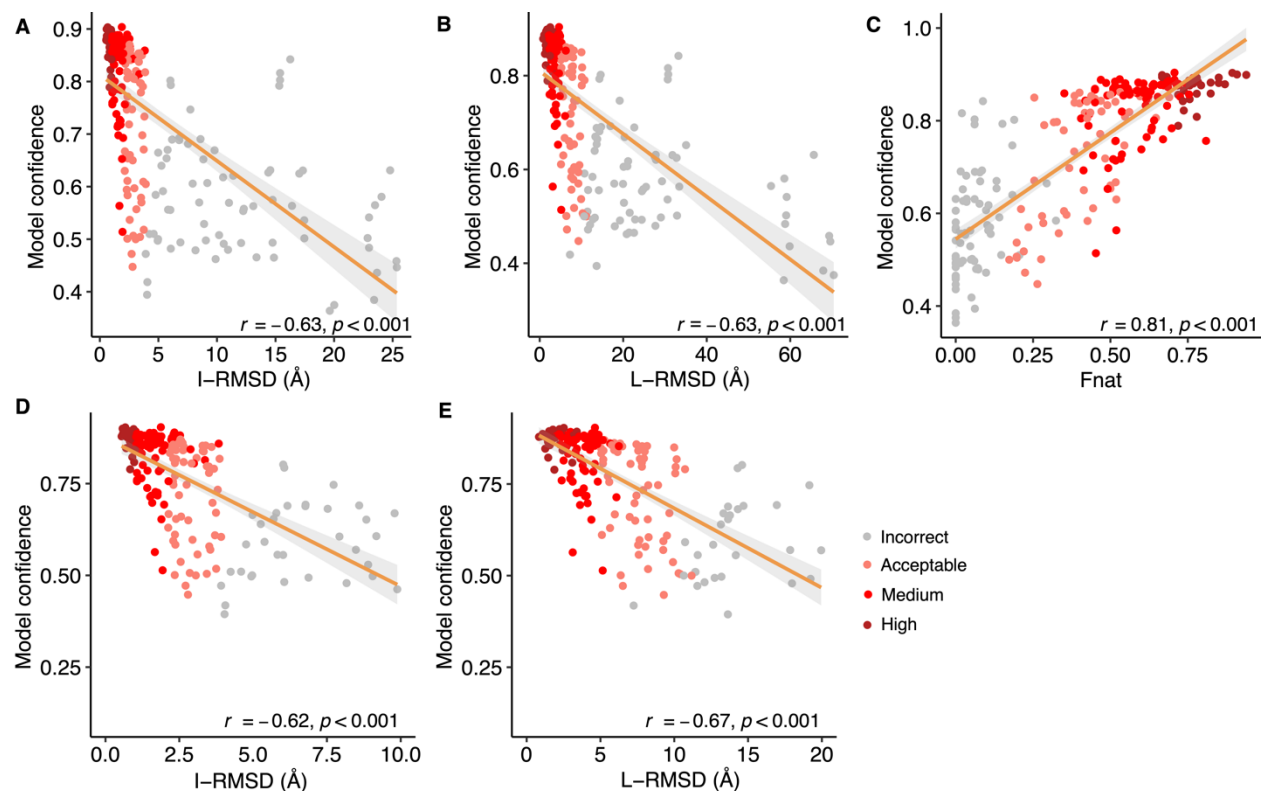 A
Model confidence
0.9
0.8
0.7
0.6
0.5
0.4
r = −0.63, p < 0.001
0 5 10 15 20 25
I−RMSD (Å)
B
Model confidence
0.8
0.6
0.4
r = −0.63, p < 0.001
0 20 40 60
L−RMSD (Å)
C
Model confidence
1.0
0.8
0.6
0.4
r = 0.81, p < 0.001
0.00 0.25 0.50 0.75
Fnat
D
Model confidence
0.75
0.50
0.25
r = −0.62, p < 0.001
0.0 2.5 5.0 7.5 10.0
I−RMSD (Å)
E
Model confidence
0.75
0.50
0.25
r = −0.67, p < 0.001
0 5 10 15 20
L−RMSD (Å)
Incorrect
Acceptable
Medium
High